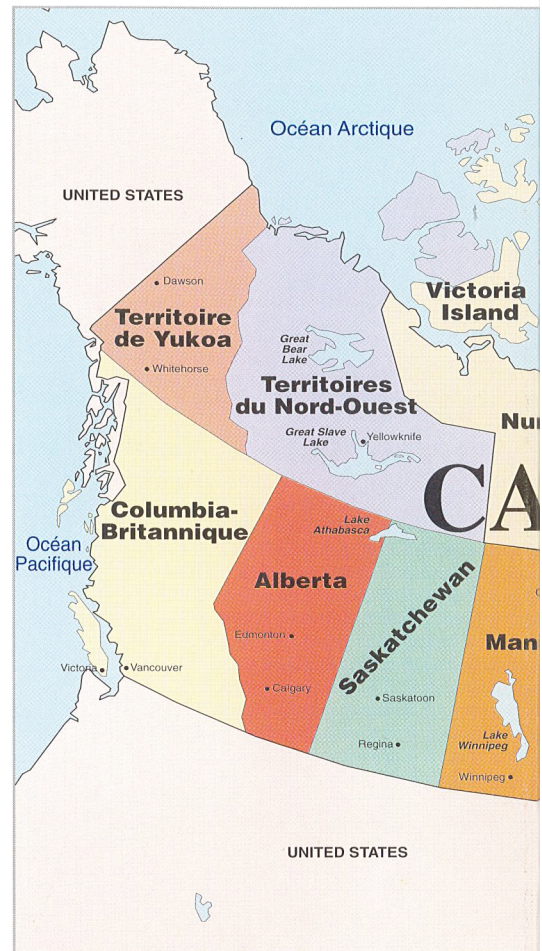 Océan Arctique
UNITED STATES
Dawson
Territoire
de Yukoa
Whitehorse
Victoria
Island
Great
Bear
Lake
Territoires
du Nord-Ouest
Great Slave
Lake
Yellowknife
Nu
CA
Columbia-
Britannique
Océan
Pacifique
Lake
Athabasca
Alberta
Saskatchewan
Edmonton
Man
Victoria
Vancouver
Calgary
Saskatoon
Regina
Lake
Winnipeg
Winnipeg
UNITED STATES